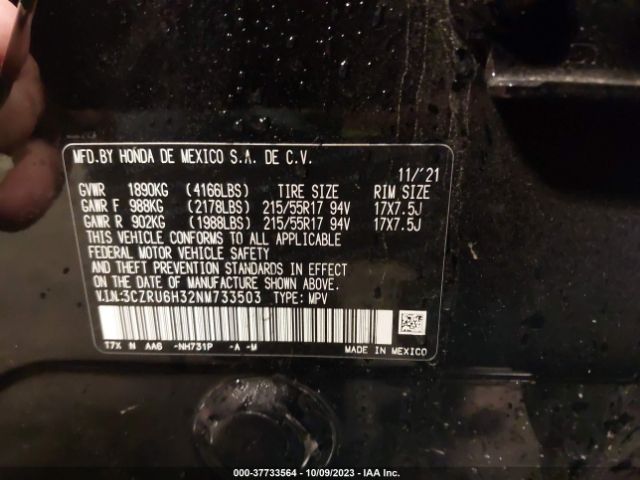 MFD.BY HONDA DE MEXICO S.A. DE C.V.
11/'21
GVWR 1890KG (4166LBS) TIRE SIZE RIM SIZE
GAWR F 988KG (2178LBS) 215/55R17 94V 17X7.5J
GAWR R 902KG (1988LBS) 215/55R17 94V 17X7.5J
THIS VEHICLE CONFORMS TO ALL APPLICABLE
FEDERAL MOTOR VEHICLE SAFETY
AND THEFT PREVENTION STANDARDS IN EFFECT
ON THE DATE OF MANUFACTURE SHOWN ABOVE.
V.I.N:3CZRU6H32NM733503 TYPE: MPV
T7X N AA6 -NH731P -A -M MADE IN MEXICO
000-37733564 - 10/09/2023 - IAA Inc.